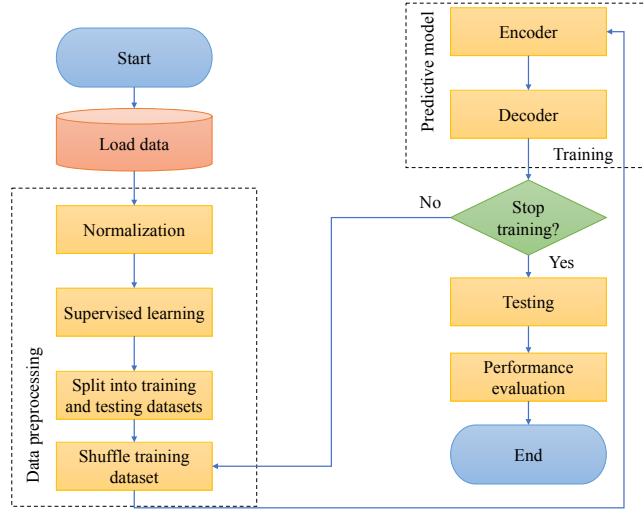 Start
Load data
Data preprocessing
Normalization
Supervised learning
Split into training
and testing datasets
Shuffle training
dataset
Predictive model
Encoder
Decoder
Training
Stop
training?
No
Yes
Testing
Performance
evaluation
End